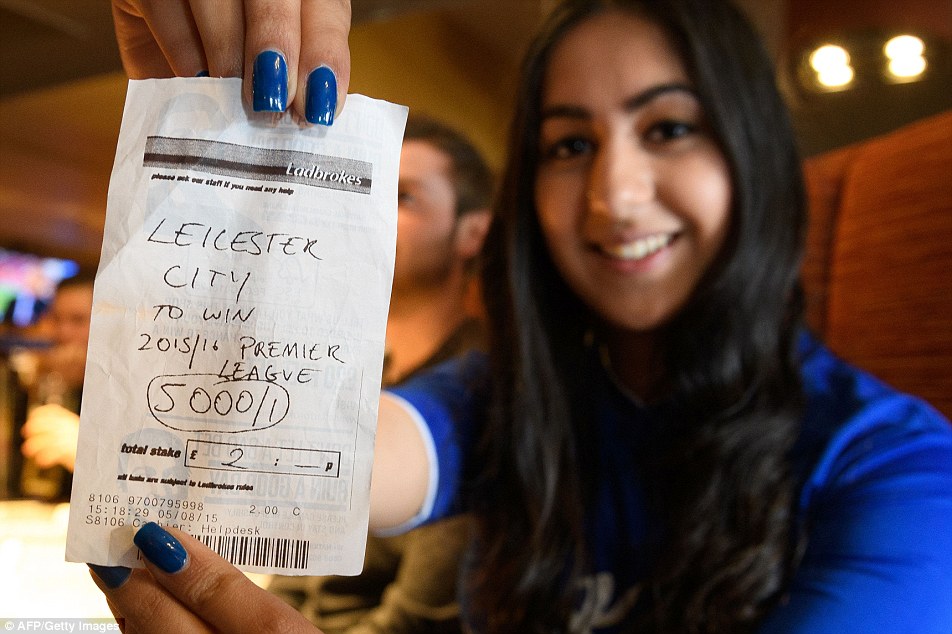 Ladbrokes
please ask our staff if you need any help
LEICESTER
CITY
TO WIN
2015/16 PREMIER
LEAGUE
5000/1
total stake £ 2 : — p
all bets are subject to Ladbrokes rules
8106 9700795998 2.00 C
15:18:29 05/08/15
S8106 Cashier: Helpdesk
© AFP/Getty Images